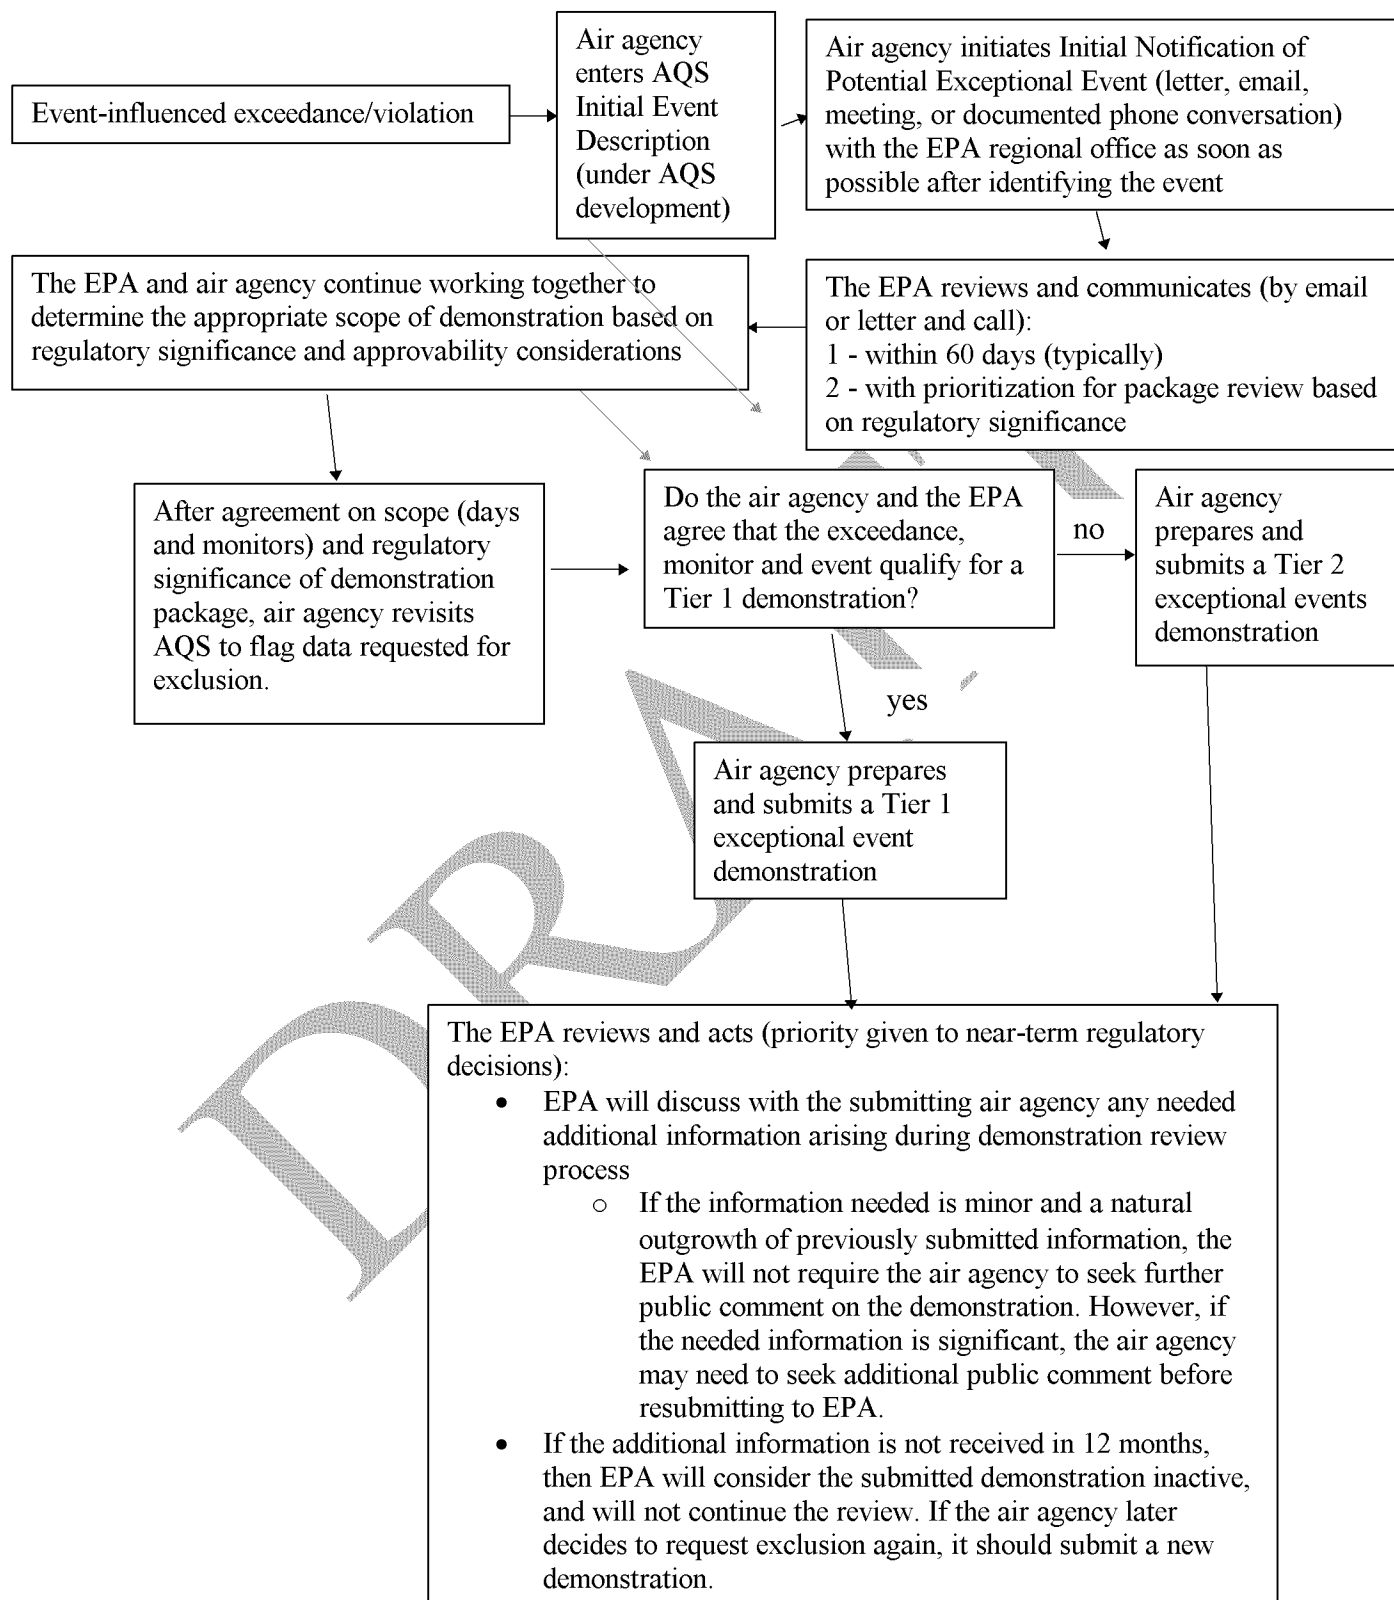 Event-influenced exceedance/violation
Air agency
enters AQS
Initial Event
Description
(under AQS
development)
Air agency initiates Initial Notification of
Potential Exceptional Event (letter, email,
meeting, or documented phone conversation)
with the EPA regional office as soon as
possible after identifying the event
The EPA reviews and communicates (by email
or letter and call):
1 - within 60 days (typically)
2 - with prioritization for package review based
on regulatory significance
The EPA and air agency continue working together to
determine the appropriate scope of demonstration based on
regulatory significance and approvability considerations
After agreement on scope (days
and monitors) and regulatory
significance of demonstration
package, air agency revisits
AQS to flag data requested for
exclusion.
Do the air agency and the EPA
agree that the exceedance,
monitor and event qualify for a
Tier 1 demonstration?
no
Air agency
prepares and
submits a Tier 2
exceptional events
demonstration
yes
Air agency prepares
and submits a Tier 1
exceptional event
demonstration
The EPA reviews and acts (priority given to near-term regulatory
decisions):
• EPA will discuss with the submitting air agency any needed
additional information arising during demonstration review
process
o If the information needed is minor and a natural
outgrowth of previously submitted information, the
EPA will not require the air agency to seek further
public comment on the demonstration. However, if
the needed information is significant, the air agency
may need to seek additional public comment before
resubmitting to EPA.
• If the additional information is not received in 12 months,
then EPA will consider the submitted demonstration inactive,
and will not continue the review. If the air agency later
decides to request exclusion again, it should submit a new
demonstration.
DRAFT